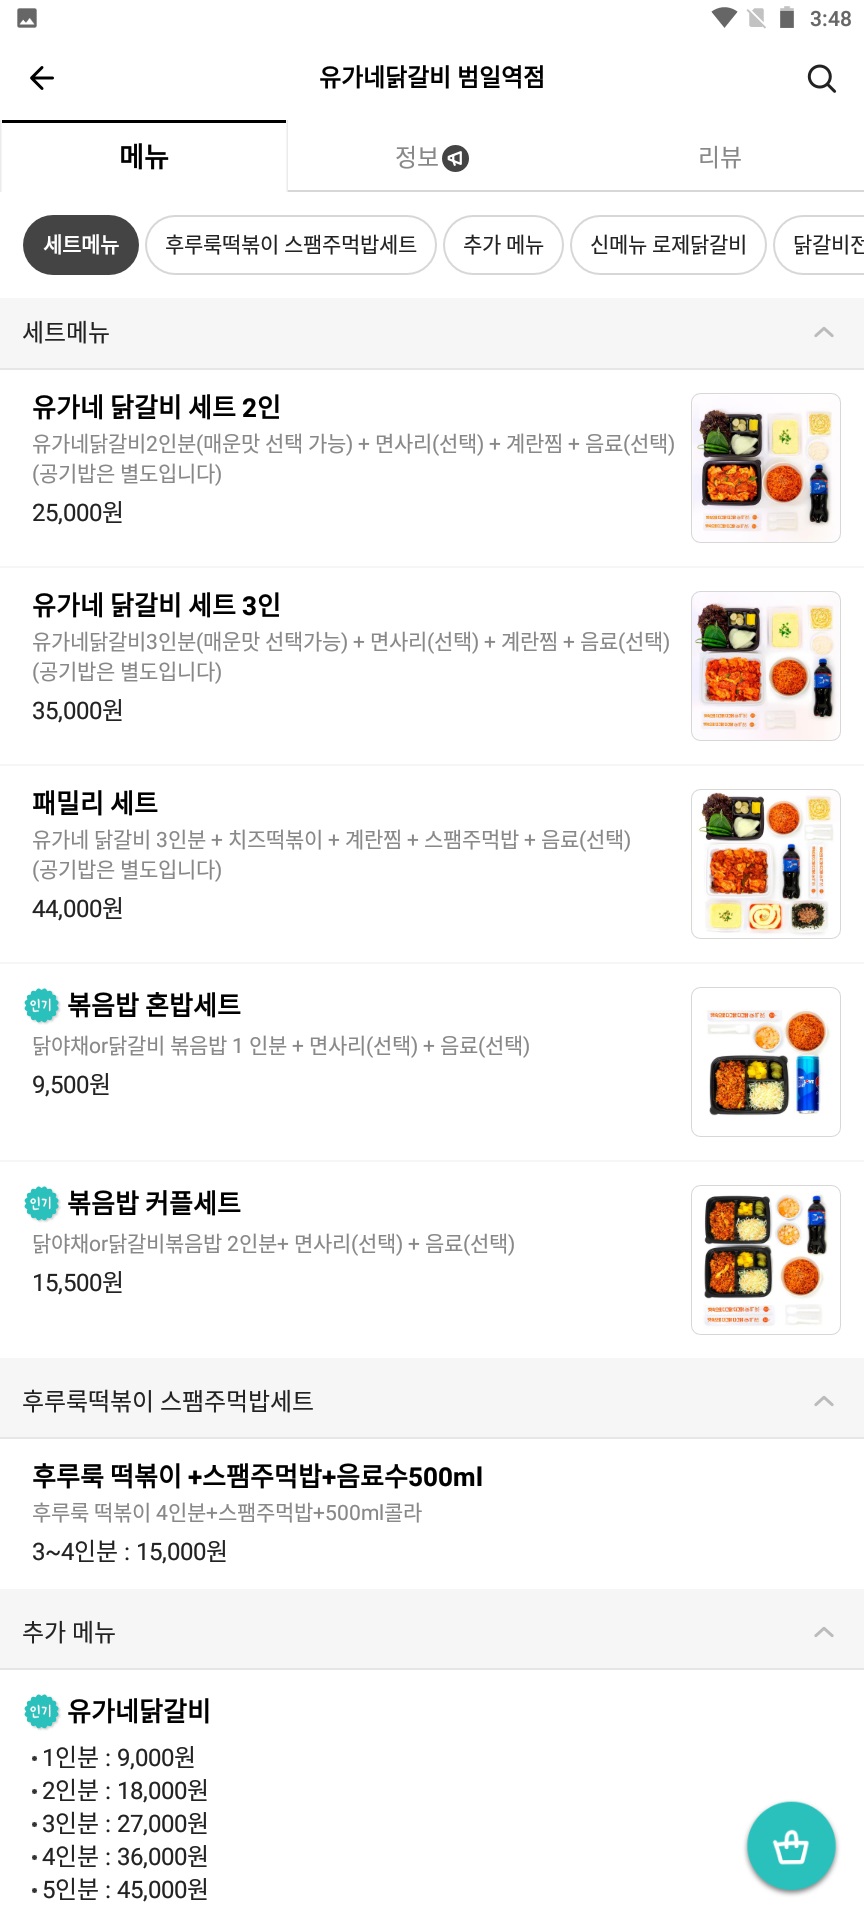 3:48
유가네닭갈비 범일역점
메뉴
정보
리뷰
세트메뉴
후루룩떡볶이 스팸주먹밥세트
추가 메뉴
신메뉴 로제닭갈비
닭갈비전
세트메뉴
유가네 닭갈비 세트 2인
유가네닭갈비2인분(매운맛 선택 가능) + 면사리(선택) + 계란찜 + 음료(선택)
(공기밥은 별도입니다)
25,000원
유가네 닭갈비 세트 3인
유가네닭갈비3인분(매운맛 선택가능) + 면사리(선택) + 계란찜 + 음료(선택)
(공기밥은 별도입니다)
35,000원
패밀리 세트
유가네 닭갈비 3인분 + 치즈떡볶이 + 계란찜 + 스팸주먹밥 + 음료(선택)
(공기밥은 별도입니다)
44,000원
인기 볶음밥 혼밥세트
닭야채or닭갈비 볶음밥 1 인분 + 면사리(선택) + 음료(선택)
9,500원
인기 볶음밥 커플세트
닭야채or닭갈비볶음밥 2인분+ 면사리(선택) + 음료(선택)
15,500원
후루룩떡볶이 스팸주먹밥세트
후루룩 떡볶이 +스팸주먹밥+음료수500ml
후루룩 떡볶이 4인분+스팸주먹밥+500ml콜라
3~4인분 : 15,000원
추가 메뉴
인기 유가네닭갈비
• 1인분 : 9,000원
• 2인분 : 18,000원
• 3인분 : 27,000원
• 4인분 : 36,000원
• 5인분 : 45,000원